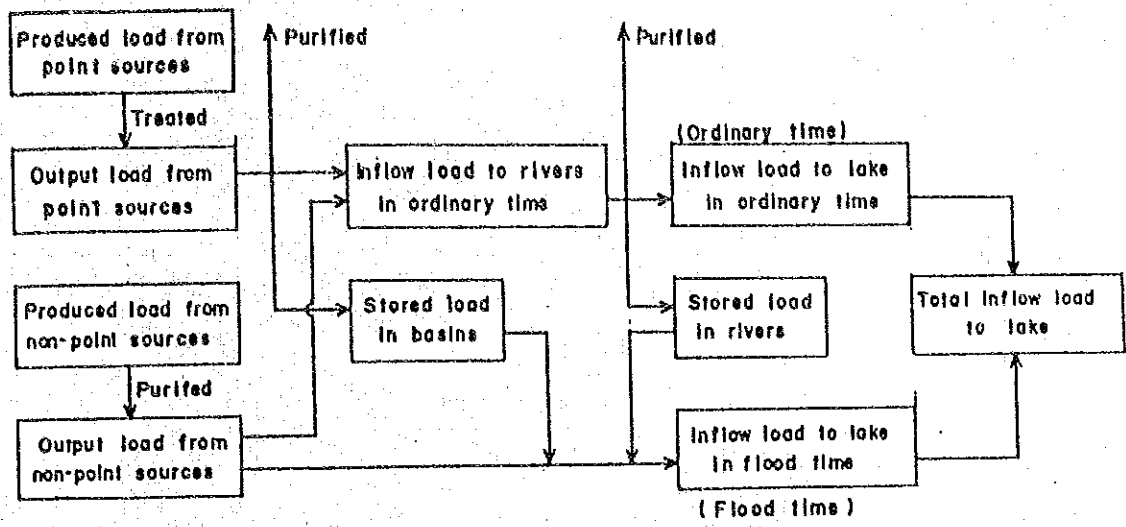 Produced load from
point sources
Treated
Output load from
point sources
Produced load from
non-point sources
Purifed
Output load from
non-point sources
Purified
Inflow load to rivers
in ordinary time
Stored load
in basins
Purified
(Ordinary time)
Inflow load to lake
in ordinary time
Stored load
in rivers
Inflow load to lake
in flood time
(Flood time)
Total inflow load
to lake